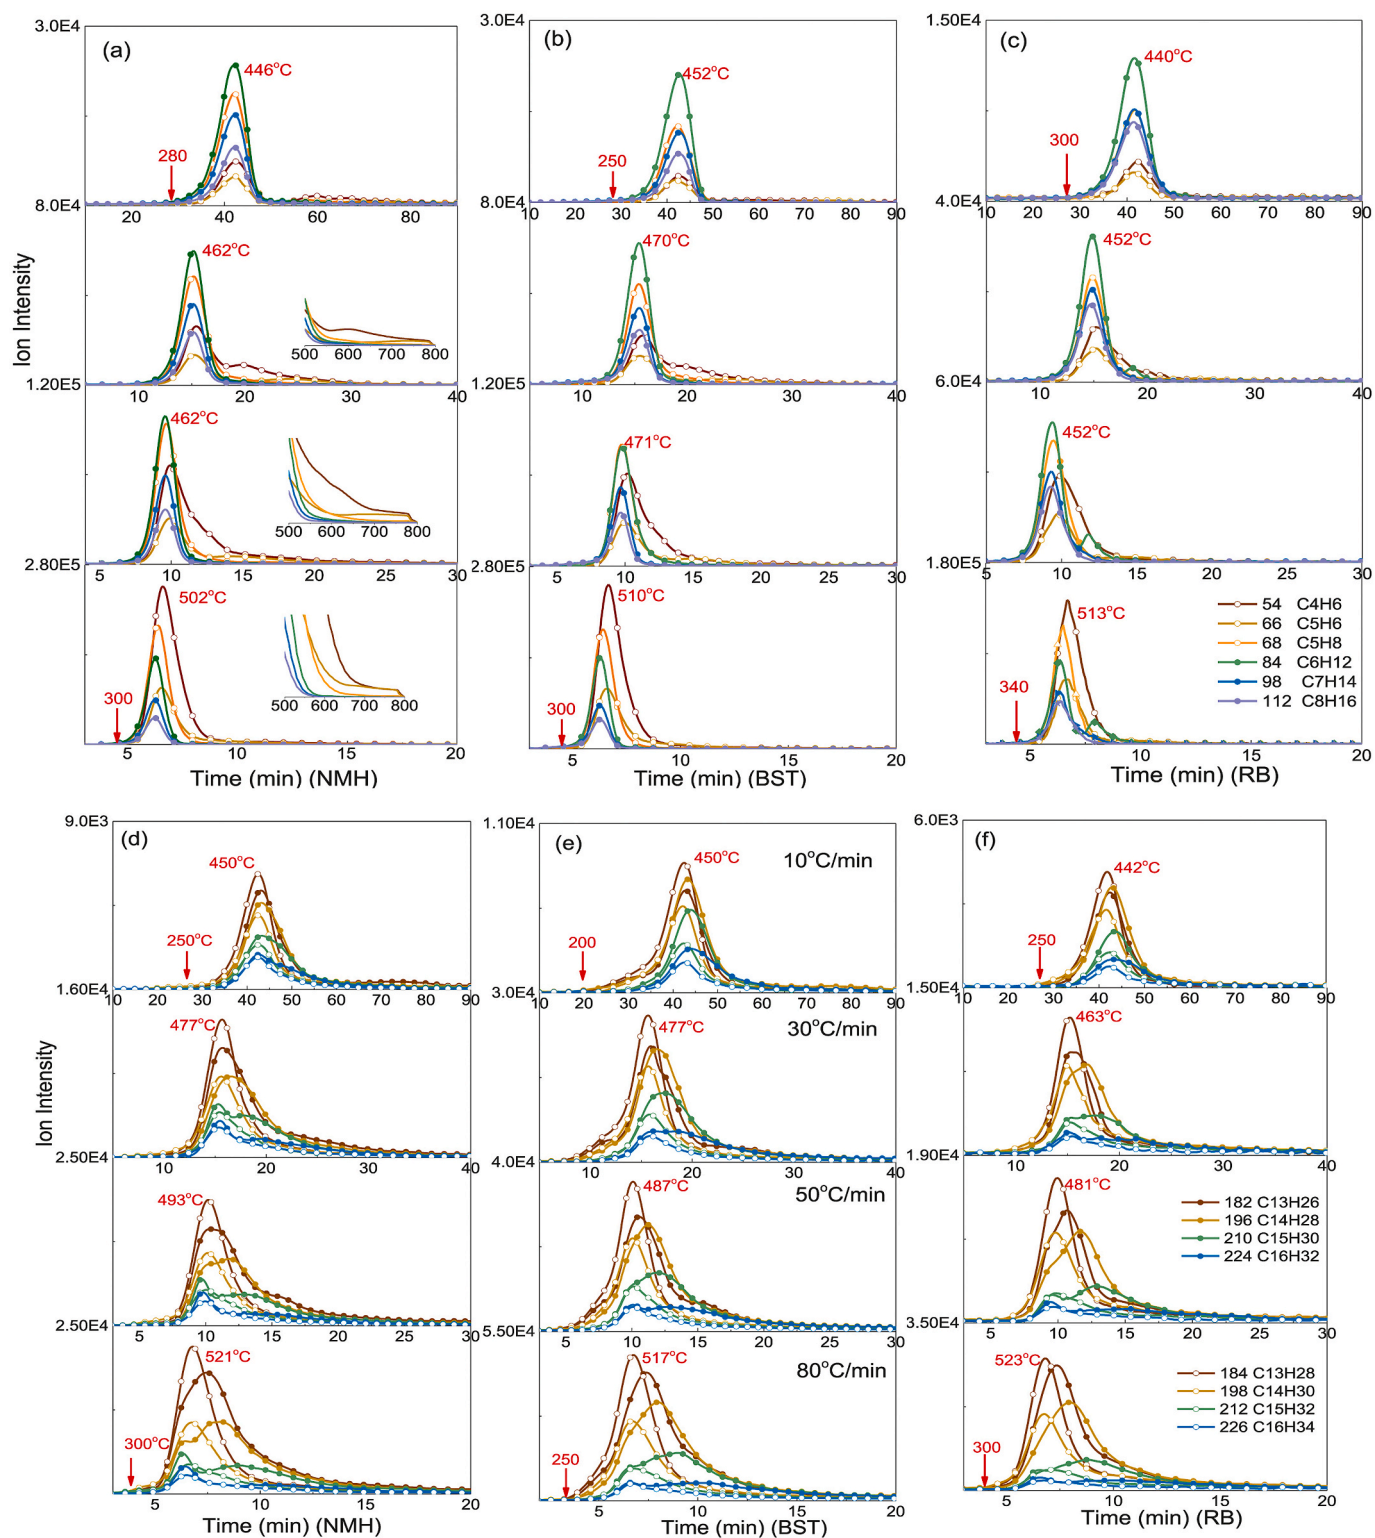 3.0E4
(a)
446°C
280
8.0E4
20 40 60 80
3.0E4
(b)
452°C
250
8.0E4
10 20 30 40 50 60 70 80 90
1.50E4
(c)
440°C
300
4.0E4
10 20 30 40 50 60 70 80 90
Ion Intensity
462°C
500 600 700 800
1.20E5
10 20 30 40
470°C
1.20E5
10 15 20 25 30 35 40
452°C
6.0E4
10 20 30 40
462°C
500 600 700 800
2.80E5
5 10 15 20 25 30
471°C
2.80E5
5 10 15 20 25 30
452°C
1.80E5
5 10 15 20 25 30
502°C
300
500 600 700 800
5 10 15 20
Time (min) (NMH)
510°C
300
5 10 15 20
Time (min) (BST)
513°C
340
54 C4H6
66 C5H6
68 C5H8
84 C6H12
98 C7H14
112 C8H16
5 10 15 20
Time (min) (RB)
9.0E3
(d)
450°C
250°C
1.60E4
10 20 30 40 50 60 70 80 90
1.10E4
(e)
450°C
10°C/min
200
3.0E4
10 20 30 40 50 60 70 80 90
6.0E3
(f)
442°C
250
1.50E4
10 20 30 40 50 60 70 80 90
Ion Intensity
477°C
2.50E4
10 20 30 40
477°C
30°C/min
4.0E4
10 20 30 40
463°C
1.90E4
10 20 30 40
493°C
2.50E4
5 10 15 20 25 30
487°C
50°C/min
5.50E4
5 10 15 20 25 30
481°C
182 C13H26
196 C14H28
210 C15H30
224 C16H32
3.50E4
5 10 15 20 25 30
521°C
300°C
5 10 15 20
Time (min) (NMH)
517°C
80°C/min
250
5 10 15 20
Time (min) (BST)
523°C
300
184 C13H28
198 C14H30
212 C15H32
226 C16H34
5 10 15 20
Time (min) (RB)